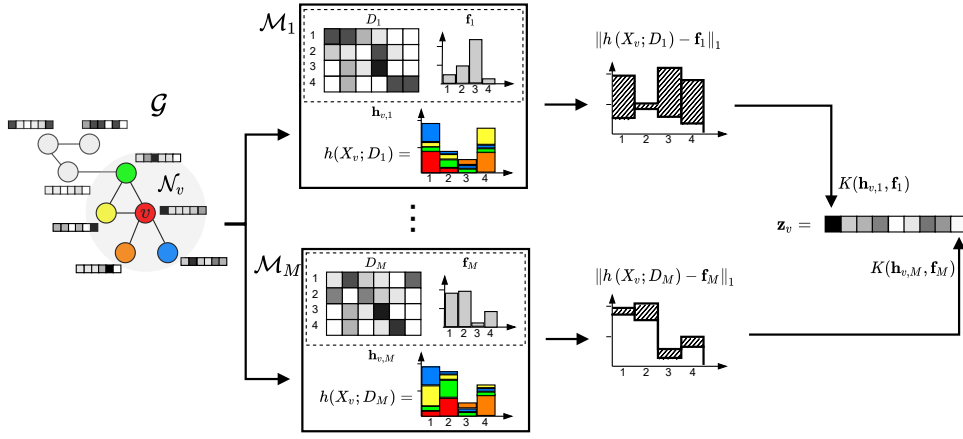 𝒢
𝒩_v
v
ℳ_1
D_1
f_1
1
2
3
4
1 2 3 4
h_{v,1}
h(X_v; D_1) =
1 2 3 4
‖h (X_v; D_1) − f_1‖_1
1 2 3 4
K(h_{v,1}, f_1)
z_v =
K(h_{v,M}, f_M)
⋮
ℳ_M
D_M
f_M
1
2
3
4
1 2 3 4
h_{v,M}
h(X_v; D_M) =
1 2 3 4
‖h (X_v; D_M) − f_M‖_1
1 2 3 4